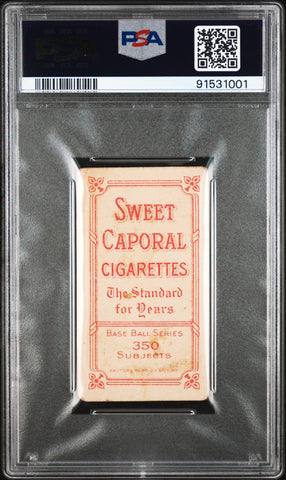 PSA
91531001
SWEET
CAPORAL
CIGARETTES
The Standard
for Years
BASE BALL SERIES
350
SUBJECTS